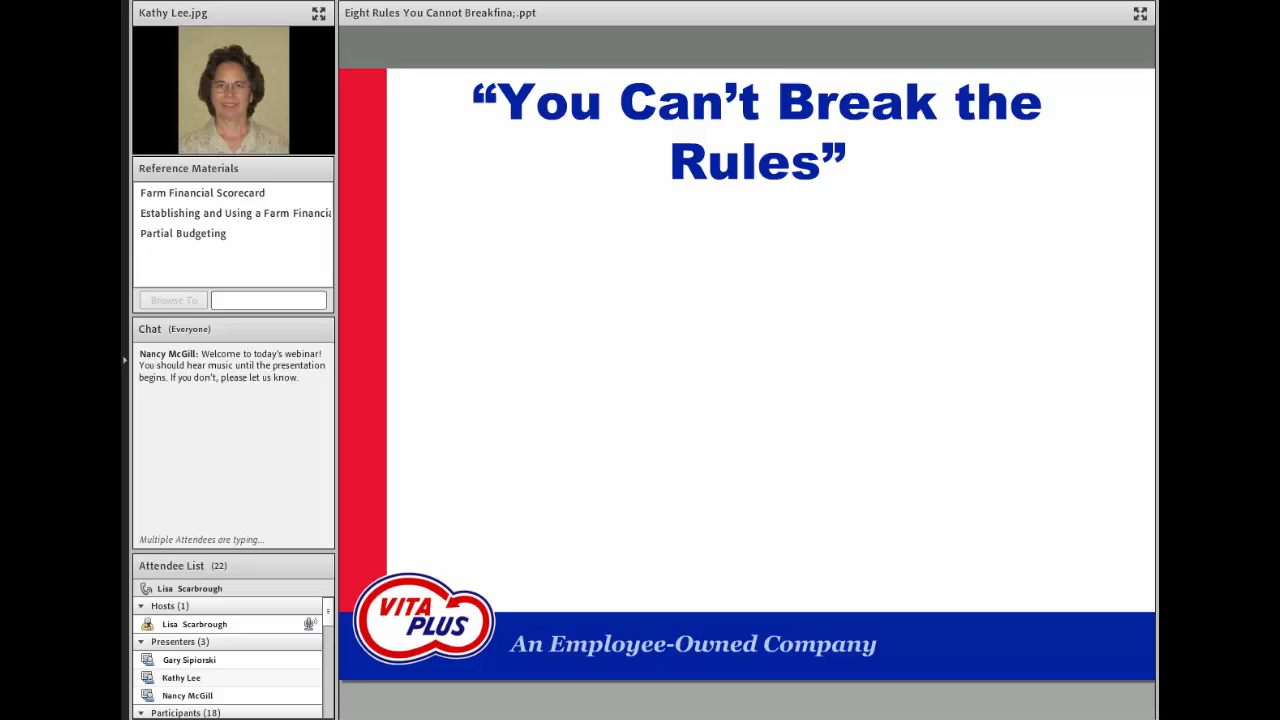 Kathy Lee.jpg
Reference Materials
Farm Financial Scorecard
Establishing and Using a Farm Financia
Partial Budgeting
Browse To
Chat (Everyone)
Nancy McGill: Welcome to today's webinar!
You should hear music until the presentation
begins. If you don't, please let us know.
Multiple Attendees are typing...
Attendee List (22)
Lisa Scarbrough
Hosts (1)
Lisa Scarbrough
Presenters (3)
Gary Sipiorski
Kathy Lee
Nancy McGill
Participants (18)
Eight Rules You Cannot Breakfina;.ppt
“You Can’t Break the
Rules”
VITA
PLUS
An Employee-Owned Company